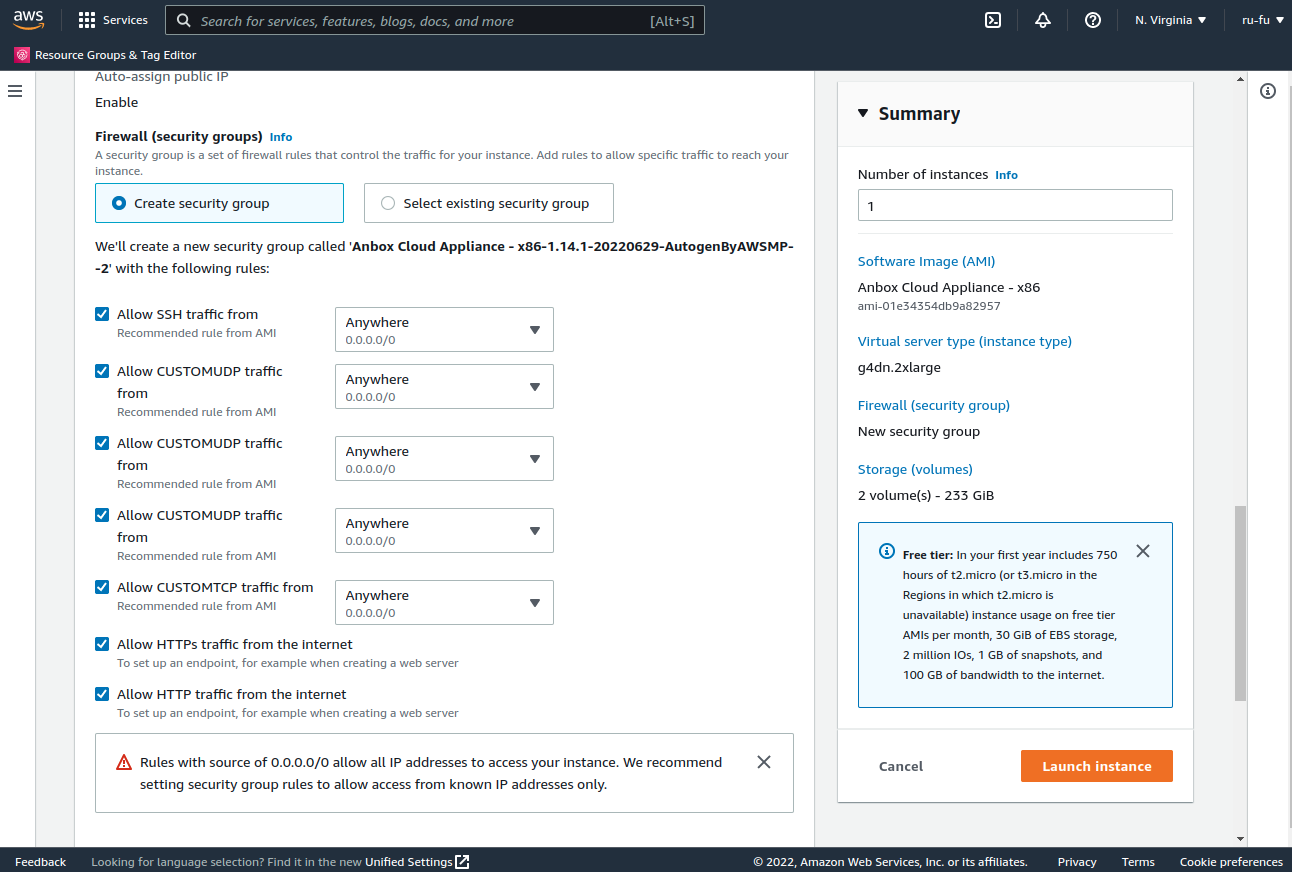 aws
Services
Search for services, features, blogs, docs, and more
[Alt+S]
N. Virginia
ru-fu
Resource Groups & Tag Editor
Auto-assign public IP
Enable
Firewall (security groups) Info
A security group is a set of firewall rules that control the traffic for your instance. Add rules to allow specific traffic to reach your
instance.
Create security group
Select existing security group
We'll create a new security group called 'Anbox Cloud Appliance - x86-1.14.1-20220629-AutogenByAWSMP-
-2' with the following rules:
Allow SSH traffic from
Recommended rule from AMI
Anywhere
0.0.0.0/0
Allow CUSTOMUDP traffic
from
Recommended rule from AMI
Anywhere
0.0.0.0/0
Allow CUSTOMUDP traffic
from
Recommended rule from AMI
Anywhere
0.0.0.0/0
Allow CUSTOMUDP traffic
from
Recommended rule from AMI
Anywhere
0.0.0.0/0
Allow CUSTOMTCP traffic from
Recommended rule from AMI
Anywhere
0.0.0.0/0
Allow HTTPs traffic from the internet
To set up an endpoint, for example when creating a web server
Allow HTTP traffic from the internet
To set up an endpoint, for example when creating a web server
Rules with source of 0.0.0.0/0 allow all IP addresses to access your instance. We recommend
setting security group rules to allow access from known IP addresses only.
Summary
Number of instances Info
1
Software Image (AMI)
Anbox Cloud Appliance - x86
ami-01e34354db9a82957
Virtual server type (instance type)
g4dn.2xlarge
Firewall (security group)
New security group
Storage (volumes)
2 volume(s) - 233 GiB
Free tier: In your first year includes 750
hours of t2.micro (or t3.micro in the
Regions in which t2.micro is
unavailable) instance usage on free tier
AMIs per month, 30 GiB of EBS storage,
2 million IOs, 1 GB of snapshots, and
100 GB of bandwidth to the internet.
Cancel
Launch instance
Feedback
Looking for language selection? Find it in the new Unified Settings
© 2022, Amazon Web Services, Inc. or its affiliates.
Privacy
Terms
Cookie preferences